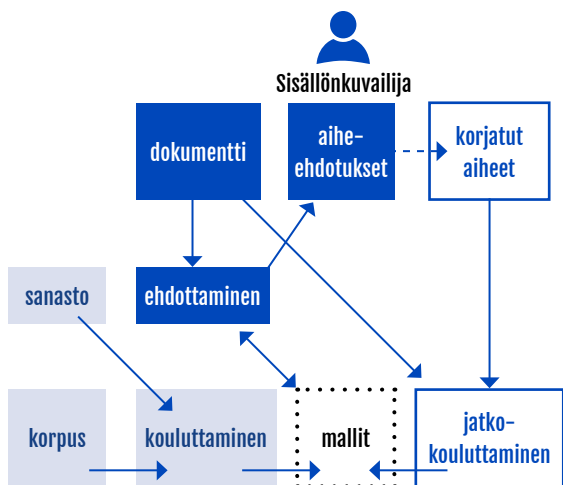 Sisällönkuvailija
dokumentti
aihe-
ehdotukset
korjatut
aiheet
sanasto
ehdottaminen
korpus
kouluttaminen
mallit
jatko-
kouluttaminen